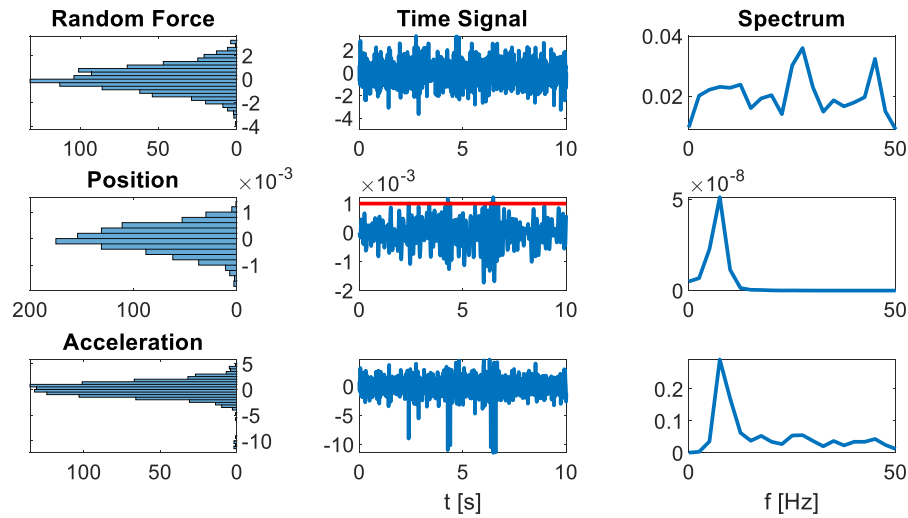 Random Force Time Signal Spectrum
2 2 0.04
0 0
-2 -2 0.02
-4 -4
100 50 0 0 5 10 0 50
Position ×10⁻³ ×10⁻³ ×10⁻⁸
1 1 5
0 0
-1 -1
-2 0
200 100 0 0 5 10 0 50
Acceleration
5
0 0 0.2
-5 -5 0.1
-10 -10 0
100 50 0 0 5 10 0 50
t [s] f [Hz]